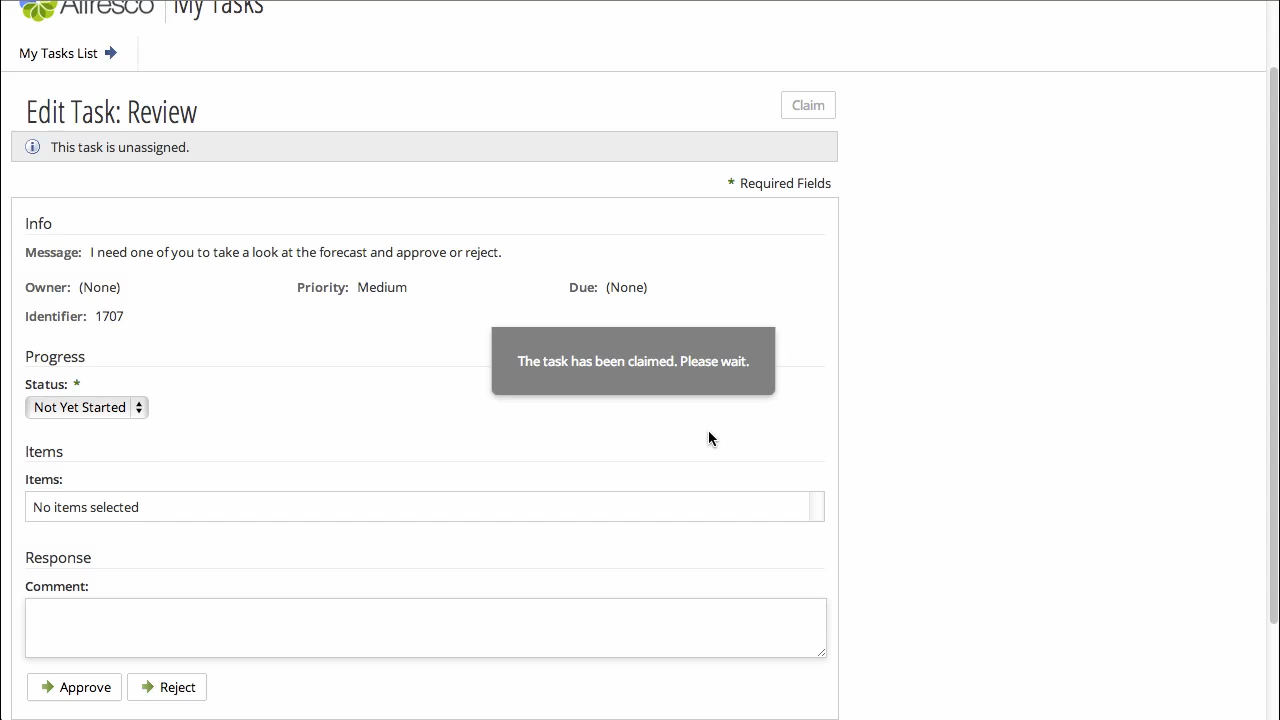 Alfresco My Tasks
My Tasks List
Edit Task: Review
Claim
This task is unassigned.
* Required Fields
Info
Message: I need one of you to take a look at the forecast and approve or reject.
Owner: (None) Priority: Medium Due: (None)
Identifier: 1707
The task has been claimed. Please wait.
Progress
Status: *
Not Yet Started
Items
Items:
No items selected
Response
Comment:
Approve Reject